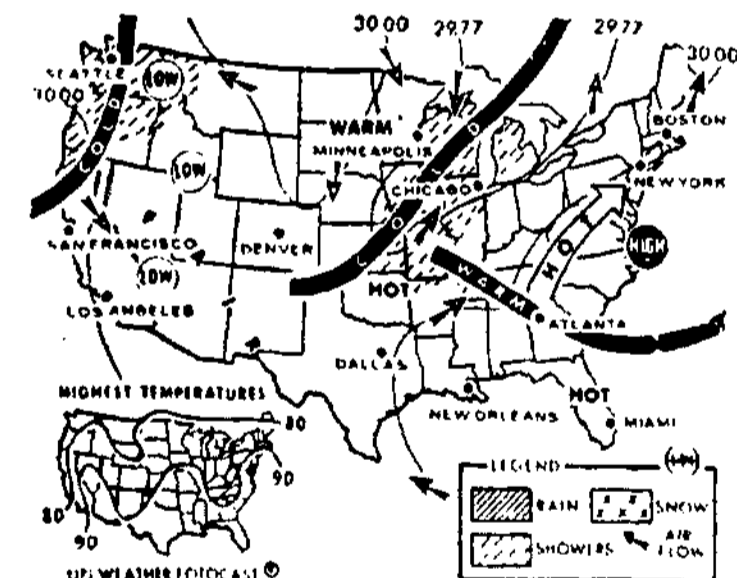 30.00 29.77 29.77
30.00
SEATTLE
LOW
30.00
COLD
WARM
MINNEAPOLIS
BOSTON
LOW
CHICAGO
NEW YORK
COLD
HOT
SAN FRANCISCO
DENVER
HIGH
LOW
HOT
WARM
LOS ANGELES
ATLANTA
DALLAS
HIGHEST TEMPERATURES
NEW ORLEANS
HOT
MIAMI
80
90
80
90
LEGEND
RAIN
SNOW
SHOWERS
AIR FLOW
UPI WEATHER FOTOCAST ®